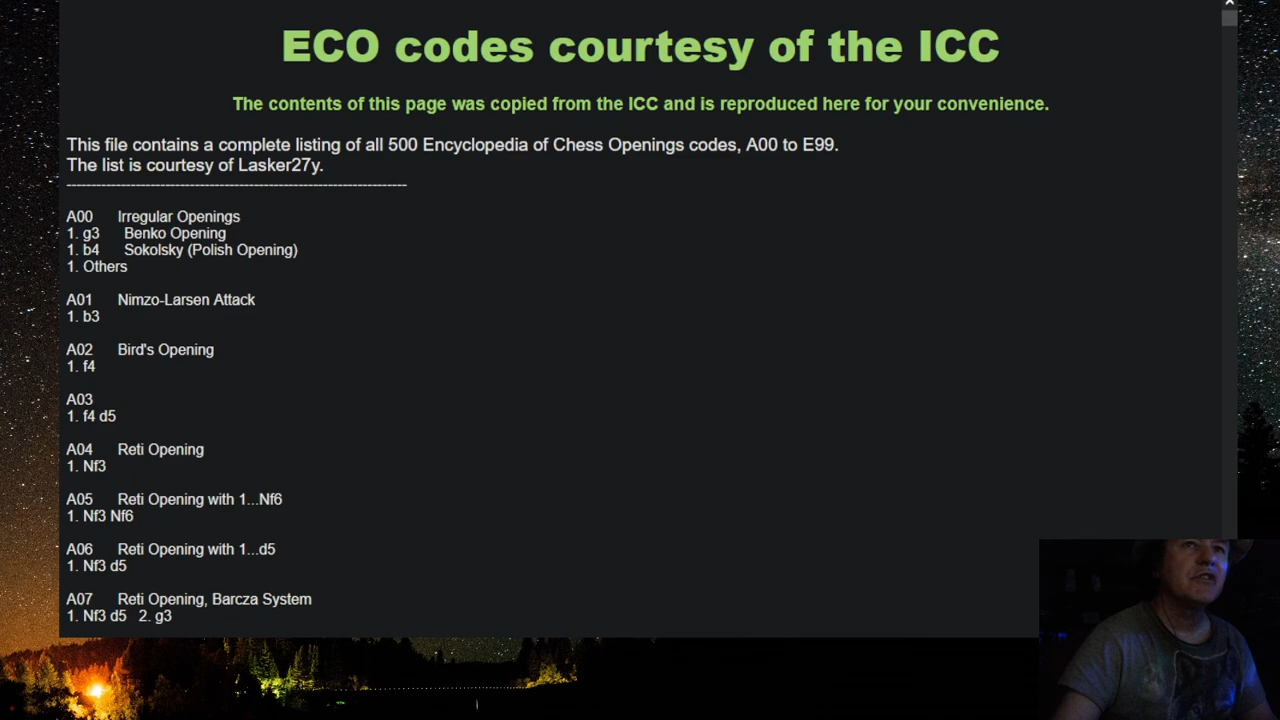 ECO codes courtesy of the ICC
The contents of this page was copied from the ICC and is reproduced here for your convenience.
This file contains a complete listing of all 500 Encyclopedia of Chess Openings codes, A00 to E99.
The list is courtesy of Lasker27y.
--------------------------------------------------------------------
A00 Irregular Openings
1. g3 Benko Opening
1. b4 Sokolsky (Polish Opening)
1. Others
A01 Nimzo-Larsen Attack
1. b3
A02 Bird's Opening
1. f4
A03
1. f4 d5
A04 Reti Opening
1. Nf3
A05 Reti Opening with 1...Nf6
1. Nf3 Nf6
A06 Reti Opening with 1...d5
1. Nf3 d5
A07 Reti Opening, Barcza System
1. Nf3 d5 2. g3